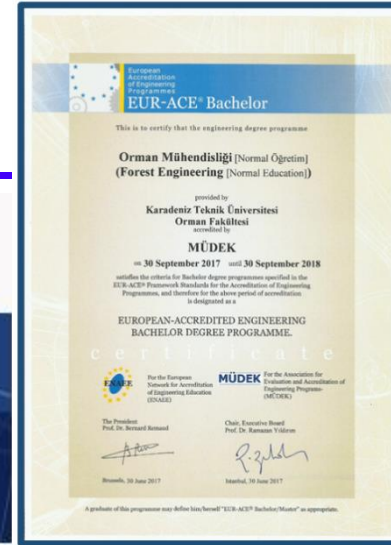 European
Accreditation
of Engineering
Programmes
EUR-ACE® Bachelor
This is to certify that the engineering degree programme
Orman Mühendisliği [Normal Öğretim]
(Forest Engineering [Normal Education])
provided by
Karadeniz Teknik Üniversitesi
Orman Fakültesi
accredited by
MÜDEK
on 30 September 2017 until 30 September 2018
satisfies the criteria for Bachelor degree programmes specified in the
EUR-ACE® Framework Standards for the Accreditation of Engineering
Programmes, and therefore for the above period of accreditation
is designated as a
EUROPEAN-ACCREDITED ENGINEERING
BACHELOR DEGREE PROGRAMME.
certificate
ENAEE
For the European
Network for Accreditation
of Engineering Education
(ENAEE)
MÜDEK
For the Association for
Evaluation and Accreditation of
Engineering Programs-
(MÜDEK)
The President
Prof. Dr. Bernard Remaud
Chair, Executive Board
Prof. Dr. Ramazan Yıldırım
Brussels, 30 June 2017
Istanbul, 30 June 2017
A graduate of this programme may define him/herself "EUR-ACE® Bachelor/Master" as appropriate.